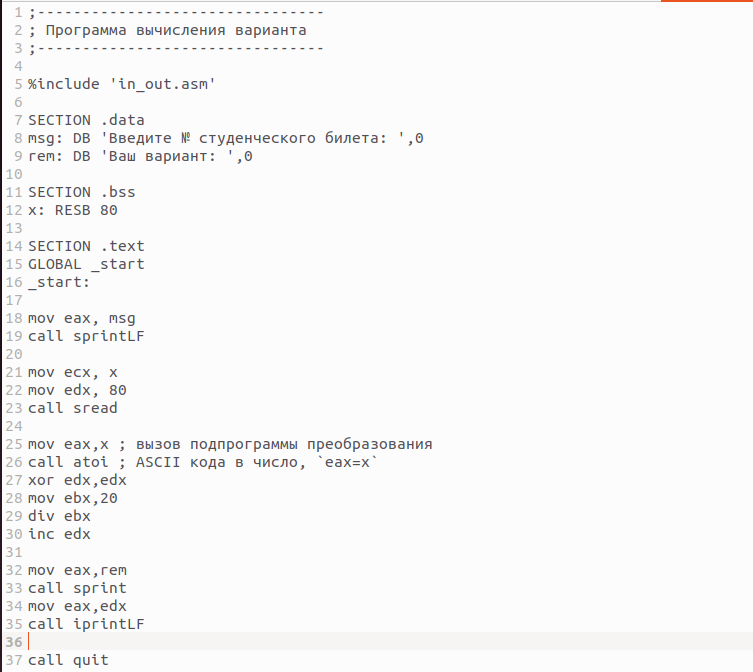 1 ;--------------------------------
2 ; Программа вычисления варианта
3 ;--------------------------------
4
5 %include 'in_out.asm'
6
7 SECTION .data
8 msg: DB 'Введите № студенческого билета: ',0
9 rem: DB 'Ваш вариант: ',0
10
11 SECTION .bss
12 x: RESB 80
13
14 SECTION .text
15 GLOBAL _start
16 _start:
17
18 mov eax, msg
19 call sprintLF
20
21 mov ecx, x
22 mov edx, 80
23 call sread
24
25 mov eax,x ; вызов подпрограммы преобразования
26 call atoi ; ASCII кода в число, `eax=x`
27 xor edx,edx
28 mov ebx,20
29 div ebx
30 inc edx
31
32 mov eax,rem
33 call sprint
34 mov eax,edx
35 call iprintLF
36
37 call quit